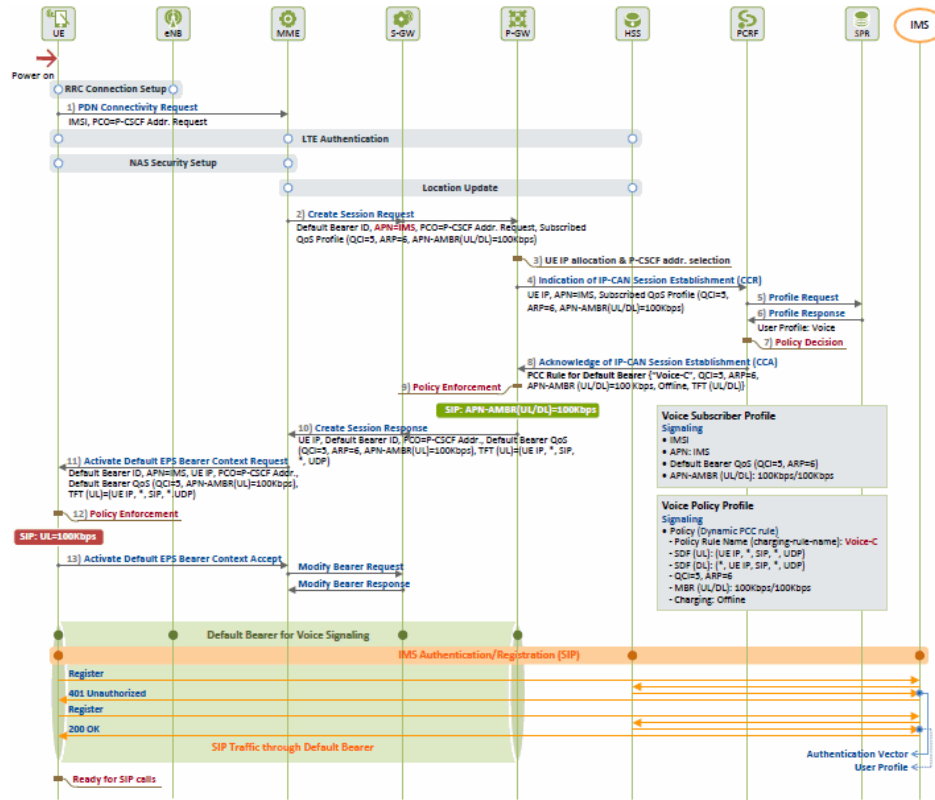 UE
eNB
MME
S-GW
P-GW
HSS
PCRF
SPR
IMS
Power on
RRC Connection Setup
1) PDN Connectivity Request
IMSI, PCO=P-CSCF Addr. Request
LTE Authentication
NAS Security Setup
Location Update
2) Create Session Request
Default Bearer ID, APN=IMS, PCO=P-CSCF Addr. Request, Subscribed
QoS Profile (QCI=5, ARP=6, APN-AMBR(UL/DL)=100Kbps)
3) UE IP allocation & P-CSCF addr. selection
4) Indication of IP-CAN Session Establishment (CCR)
UE IP, APN=IMS, Subscribed QoS Profile (QCI=5,
ARP=6, APN-AMBR(UL/DL)=100Kbps)
5) Profile Request
6) Profile Response
User Profile: Voice
7) Policy Decision
8) Acknowledge of IP-CAN Session Establishment (CCA)
PCC Rule for Default Bearer {"Voice-C", QCI=5, ARP=6,
APN-AMBR (UL/DL)=100 Kbps, Offline, TFT (UL/DL)}
9) Policy Enforcement
SIP: APN-AMBR(UL/DL)=100Kbps
10) Create Session Response
UE IP, Default Bearer ID, PCO=P-CSCF Addr., Default Bearer QoS
(QCI=5, ARP=6, APN-AMBR(UL)=100Kbps), TFT (UL)=(UE IP, *, SIP,
*, UDP)
11) Activate Default EPS Bearer Context Request
Default Bearer ID, APN=IMS, UE IP, PCO=P-CSCF Addr..,
Default Bearer QoS (QCI=5, APN-AMBR(UL)=100Kbps),
TFT (UL)=(UE IP, *, SIP, *,UDP)
12) Policy Enforcement
SIP: UL=100Kbps
13) Activate Default EPS Bearer Context Accept
Modify Bearer Request
Modify Bearer Response
Voice Subscriber Profile
Signaling
• IMSI
• APN: IMS
• Default Bearer QoS (QCI=5, ARP=6)
• APN-AMBR (UL/DL): 100Kbps/100Kbps
Voice Policy Profile
Signaling
• Policy (Dynamic PCC rule)
- Policy Rule Name (charging-rule-name): Voice-C
- SDF (UL): (UE IP, *, SIP, *, UDP)
- SDF (DL): (*, UE IP, SIP, *, UDP)
- QCI=5, ARP=6
- MBR (UL/DL): 100Kbps/100Kbps
- Charging: Offline
Default Bearer for Voice Signaling
IMS Authentication/Registration (SIP)
Register
401 Unauthorized
Register
200 OK
SIP Traffic through Default Bearer
Authentication Vector
User Profile
Ready for SIP calls